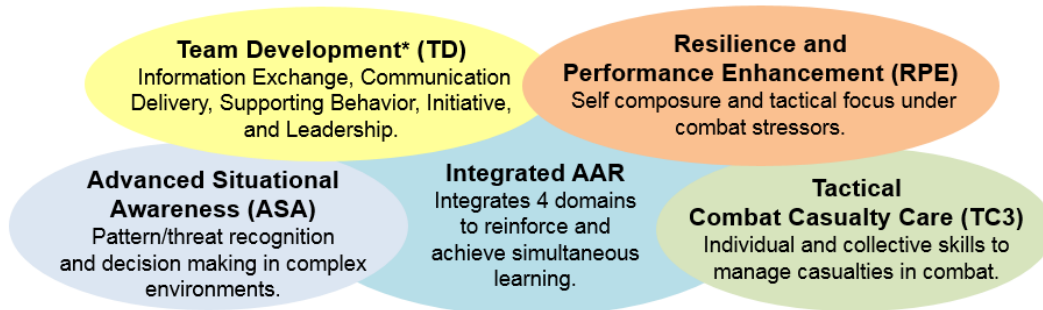 Team Development* (TD)
Information Exchange, Communication
Delivery, Supporting Behavior, Initiative,
and Leadership.
Resilience and
Performance Enhancement (RPE)
Self composure and tactical focus under
combat stressors.
Advanced Situational
Awareness (ASA)
Pattern/threat recognition
and decision making in complex
environments.
Integrated AAR
Integrates 4 domains
to reinforce and
achieve simultaneous
learning.
Tactical
Combat Casualty Care (TC3)
Individual and collective skills to
manage casualties in combat.